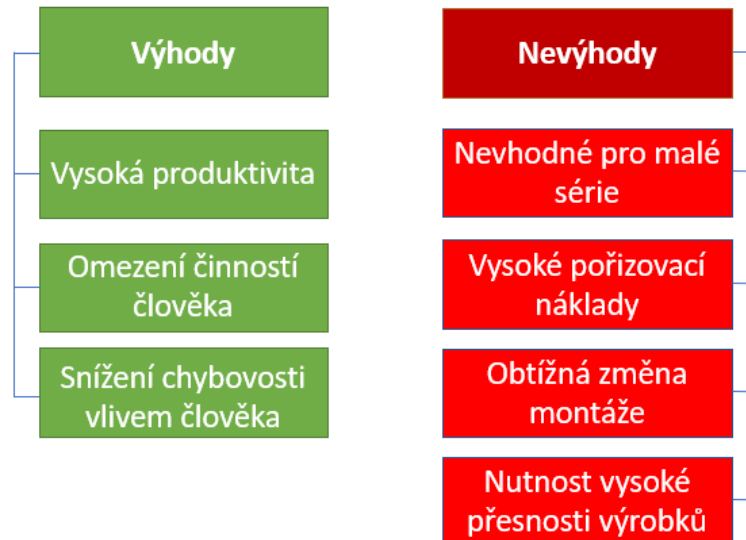 Výhody
Vysoká produktivita
Omezení činností
člověka
Snížení chybovosti
vlivem člověka
Nevýhody
Nevhodné pro malé
série
Vysoké pořizovací
náklady
Obtížná změna
montáže
Nutnost vysoké
přesnosti výrobků